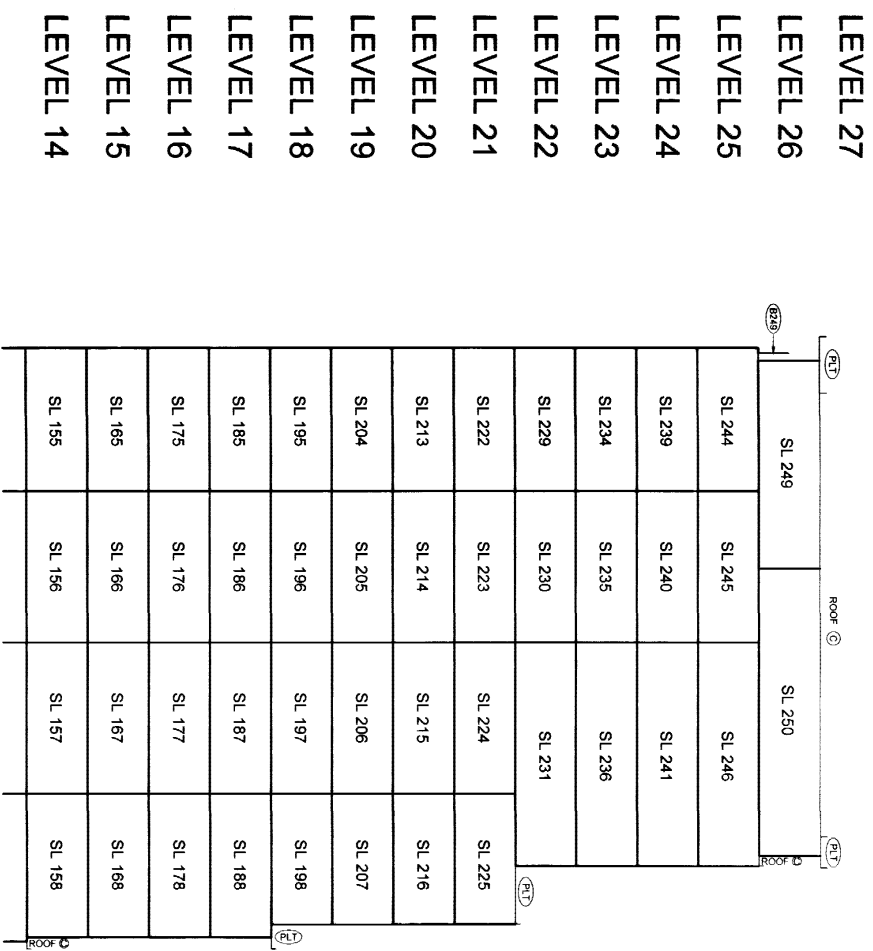 LEVEL 27
PLT ROOF © PLT
LEVEL 26 B249 SL 249 SL 250 ROOF ©
LEVEL 25 SL 244 SL 245 SL 246
LEVEL 24 SL 239 SL 240 SL 241
LEVEL 23 SL 234 SL 235 SL 236
LEVEL 22 SL 229 SL 230 SL 231 PLT
LEVEL 21 SL 222 SL 223 SL 224 SL 225
LEVEL 20 SL 213 SL 214 SL 215 SL 216
LEVEL 19 SL 204 SL 205 SL 206 SL 207
LEVEL 18 SL 195 SL 196 SL 197 SL 198 PLT
LEVEL 17 SL 185 SL 186 SL 187 SL 188
LEVEL 16 SL 175 SL 176 SL 177 SL 178
LEVEL 15 SL 165 SL 166 SL 167 SL 168
LEVEL 14 SL 155 SL 156 SL 157 SL 158 ROOF ©